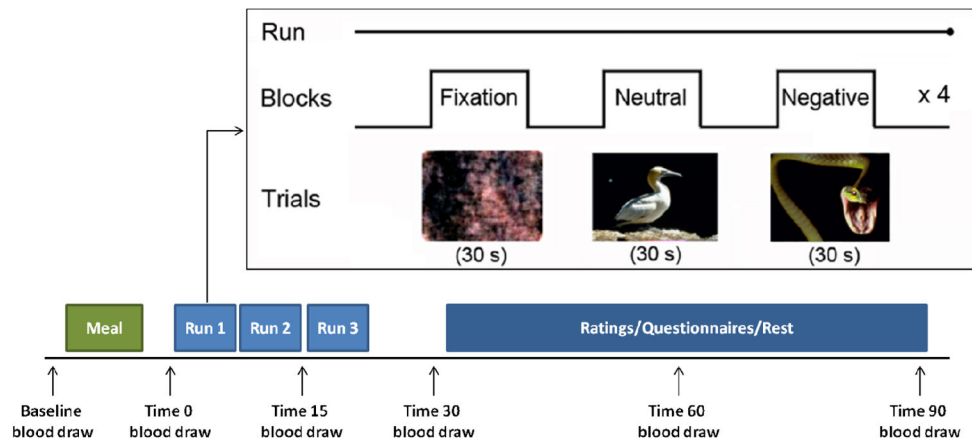 Run
Blocks
Fixation
Neutral
Negative
x 4
Trials
(30 s)
(30 s)
(30 s)
Meal
Run 1
Run 2
Run 3
Ratings/Questionnaires/Rest
Baseline
blood draw
Time 0
blood draw
Time 15
blood draw
Time 30
blood draw
Time 60
blood draw
Time 90
blood draw